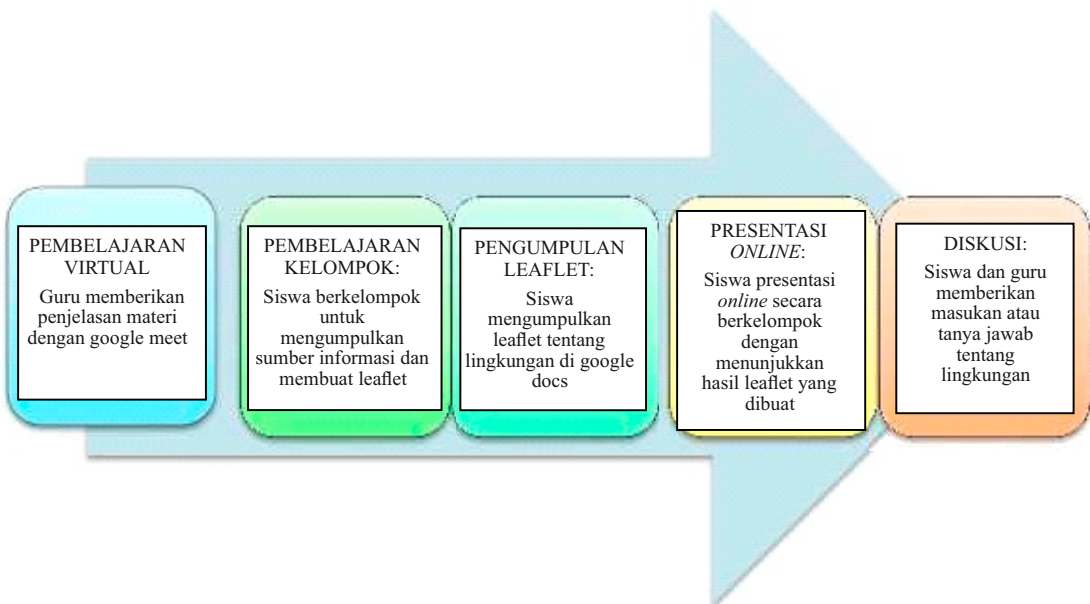 PEMBELAJARAN
VIRTUAL
Guru memberikan
penjelasan materi
dengan google meet
PEMBELAJARAN
KELOMPOK:
Siswa berkelompok
untuk
mengumpulkan
sumber informasi dan
membuat leaflet
PENGUMPULAN
LEAFLET:
Siswa
mengumpulkan
leaflet tentang
lingkungan di google
docs
PRESENTASI
ONLINE:
Siswa presentasi
online secara
berkelompok
dengan
menunjukkan
hasil leaflet yang
dibuat
DISKUSI:
Siswa dan guru
memberikan
masukan atau
tanya jawab
tentang
lingkungan